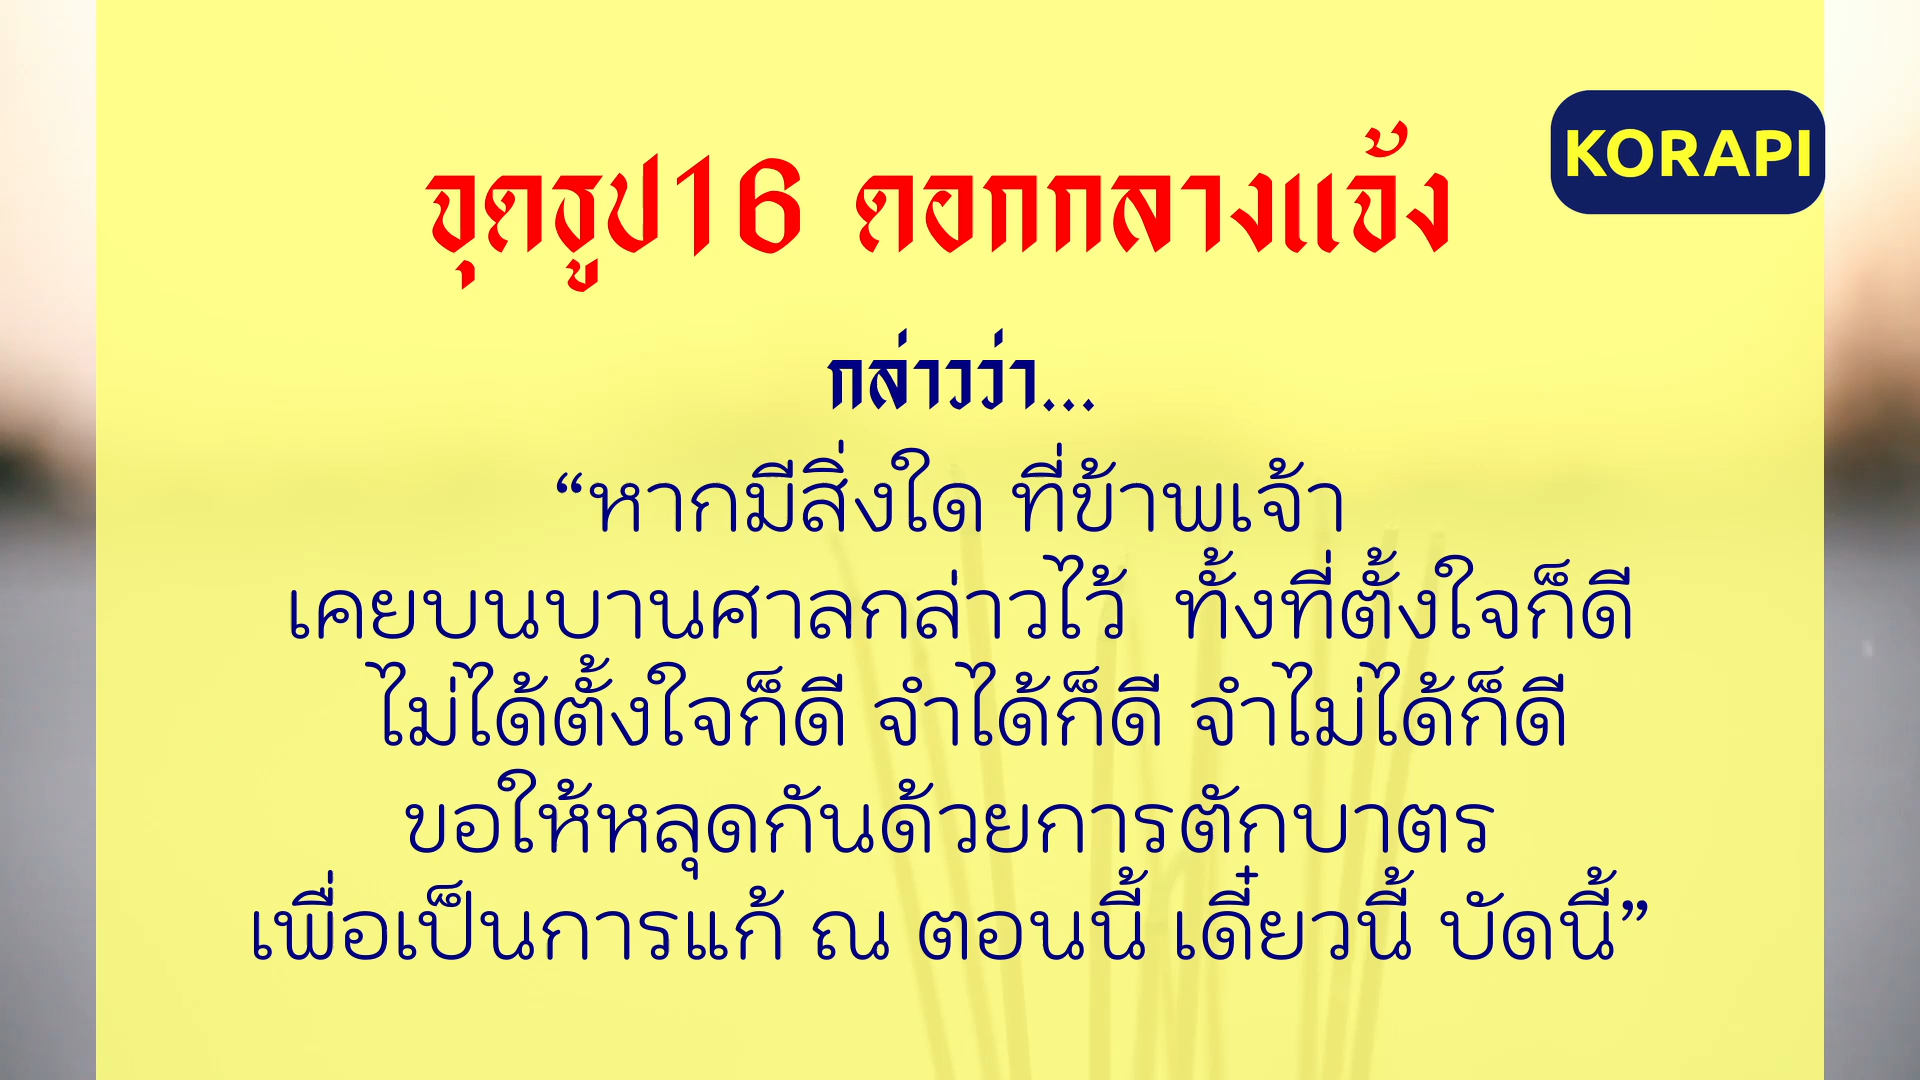 KORAPI
จุดธูป16 ดอกกลางแจ้ง
กล่าวว่า...
“หากมีสิ่งใด ที่ข้าพเจ้า
เคยบนบานศาลกล่าวไว้ ทั้งที่ตั้งใจก็ดี
ไม่ได้ตั้งใจก็ดี จำได้ก็ดี จำไม่ได้ก็ดี
ขอให้หลุดกันด้วยการตักบาตร
เพื่อเป็นการแก้ ณ ตอนนี้ เดี๋ยวนี้ บัดนี้”